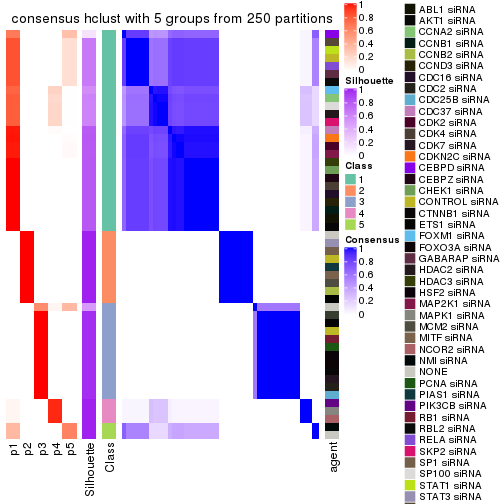 consensus hclust with 5 groups from 250 partitions
p1
p2
p3
p4
p5
Silhouette
Class
agent
1
0.8
0.6
0.4
0.2
0
Silhouette
1
0.8
0.6
0.4
0.2
0
Class
1
2
3
4
5
Consensus
1
0.8
0.6
0.4
0.2
0
ABL1 siRNA
AKT1 siRNA
CCNA2 siRNA
CCNB1 siRNA
CCNB2 siRNA
CCND3 siRNA
CDC16 siRNA
CDC2 siRNA
CDC25B siRNA
CDC37 siRNA
CDK2 siRNA
CDK4 siRNA
CDK7 siRNA
CDKN2C siRNA
CEBPD siRNA
CEBPZ siRNA
CHEK1 siRNA
CONTROL siRNA
CTNNB1 siRNA
ETS1 siRNA
FOXM1 siRNA
FOXO3A siRNA
GABARAP siRNA
HDAC2 siRNA
HDAC3 siRNA
HSF2 siRNA
MAP2K1 siRNA
MAPK1 siRNA
MCM2 siRNA
MITF siRNA
NCOR2 siRNA
NMI siRNA
NONE
PCNA siRNA
PIAS1 siRNA
PIK3CB siRNA
RB1 siRNA
RBL2 siRNA
RELA siRNA
SKP2 siRNA
SP1 siRNA
SP100 siRNA
STAT1 siRNA
STAT3 siRNA